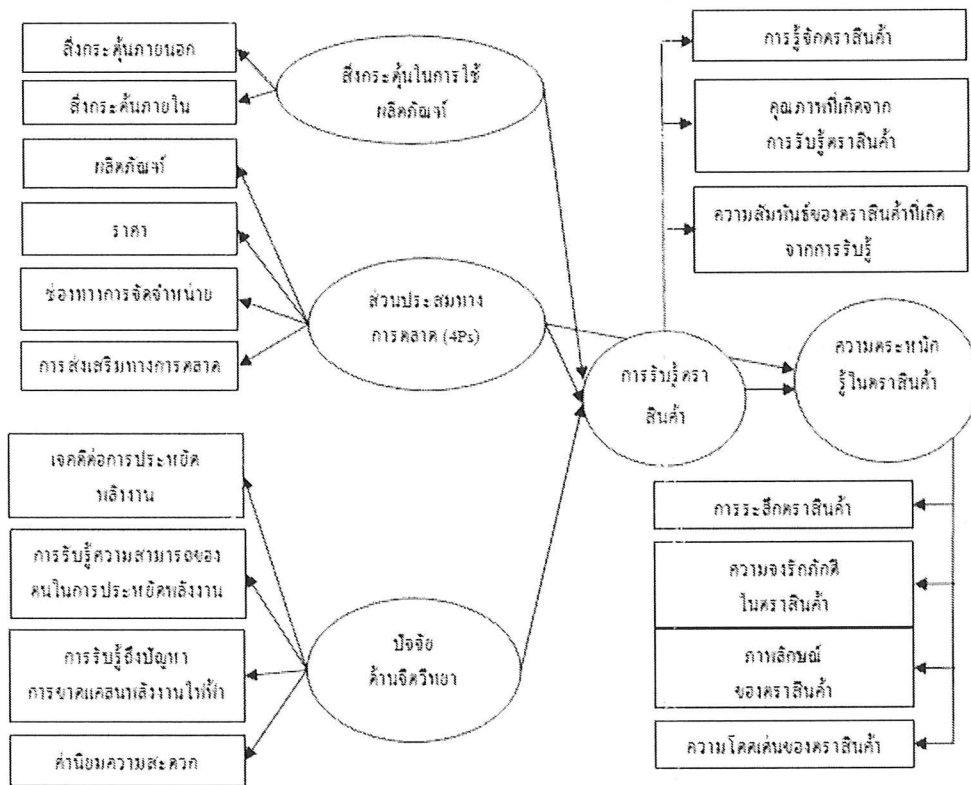 สิ่งกระตุ้นภายนอก
สิ่งกระตุ้นภายใน
ผลิตภัณฑ์
ราคา
ช่องทางการจัดจำหน่าย
การส่งเสริมทางการตลาด
เจตคติต่อการประหยัด
พลังงาน
การรับรู้ความสามารถของ
ตนในการประหยัดพลังงาน
การรับรู้ถึงปัญหา
การขาดแคลนพลังงานไฟฟ้า
ค่านิยมความสะดวก
สิ่งกระตุ้นในการใช้
ผลิตภัณฑ์
ส่วนประสมทาง
การตลาด (4Ps)
ปัจจัย
ด้านจิตวิทยา
การรับรู้ตรา
สินค้า
ความตระหนัก
รู้ในตราสินค้า
การรู้จักตราสินค้า
คุณภาพที่เกิดจาก
การรับรู้ตราสินค้า
ความสัมพันธ์ของตราสินค้าที่เกิด
จากการรับรู้
การระลึกตราสินค้า
ความจงรักภักดี
ในตราสินค้า
ภาพลักษณ์
ของตราสินค้า
ความโดดเด่นของตราสินค้า